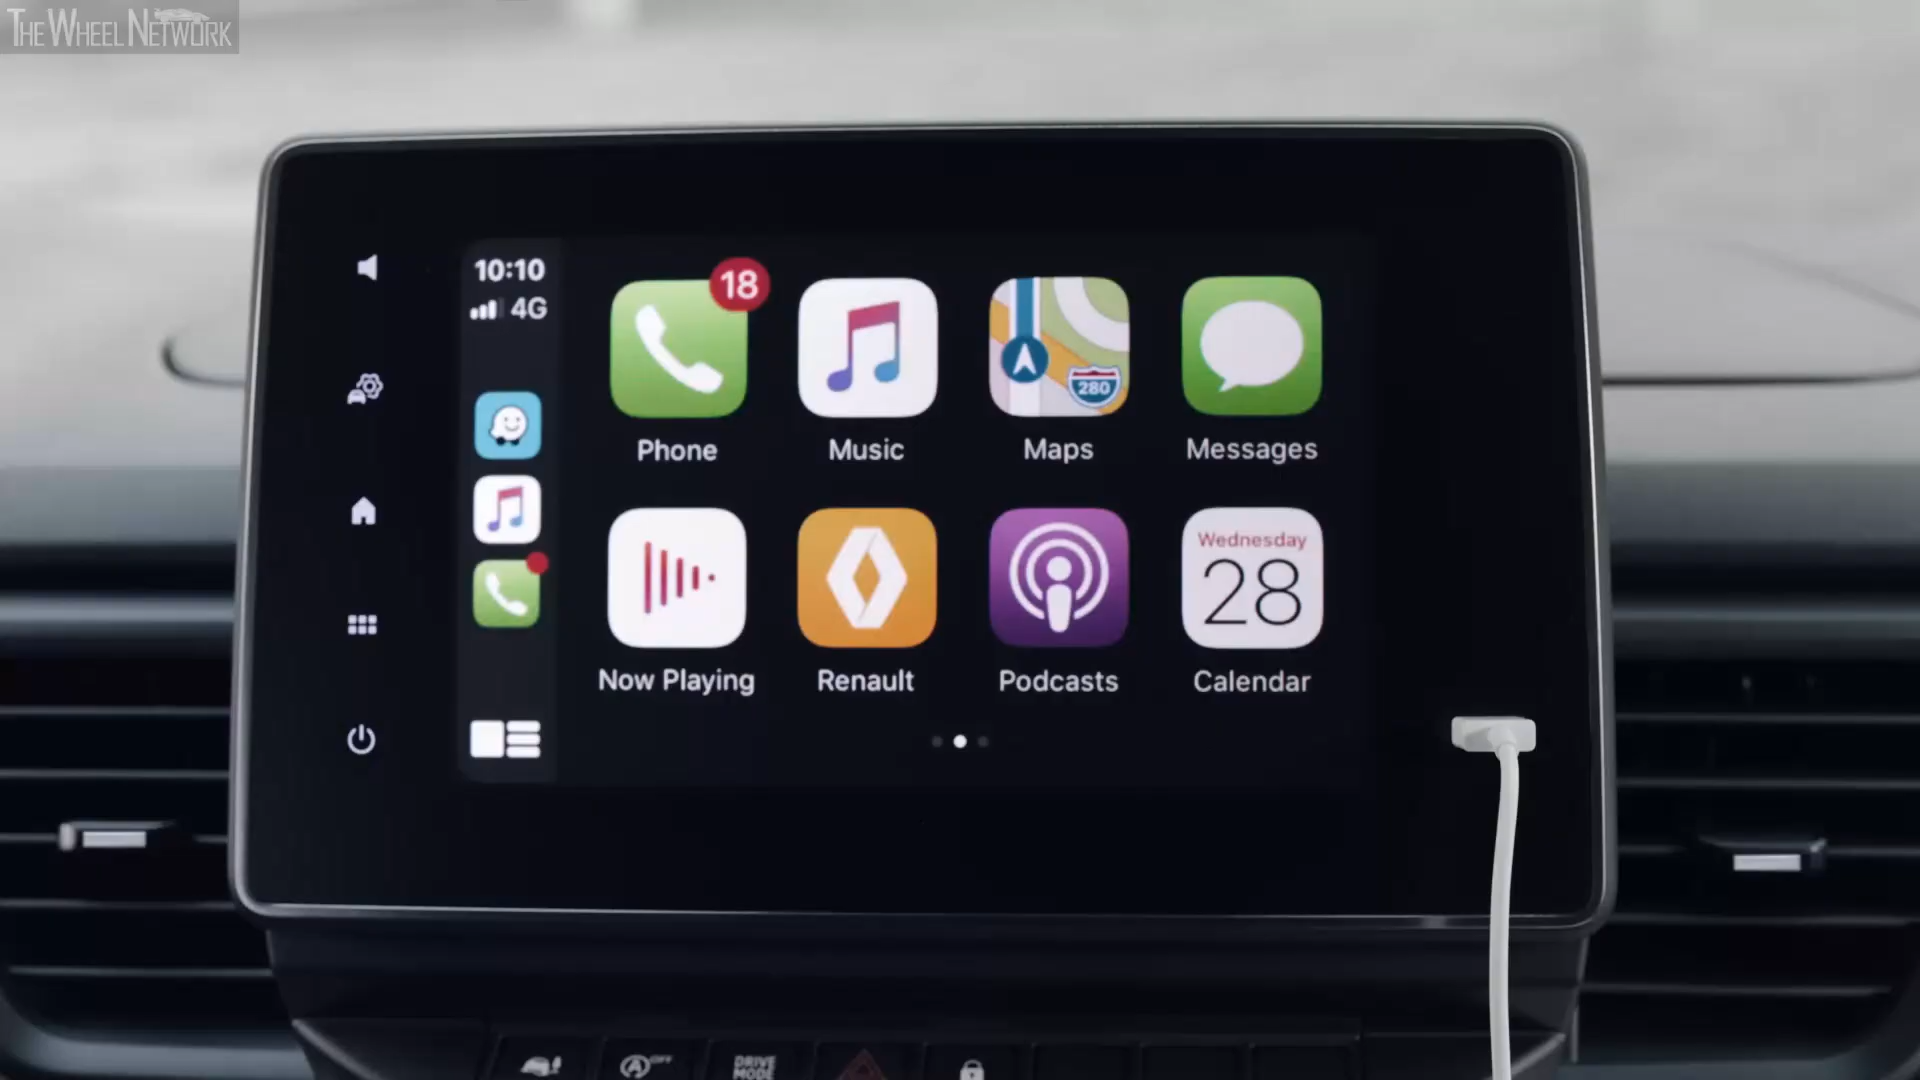 THE WHEEL NETWORK
10:10
4G
18
280
Phone
Music
Maps
Messages
Wednesday
28
Now Playing
Renault
Podcasts
Calendar
OFF
DRIVE
MODE